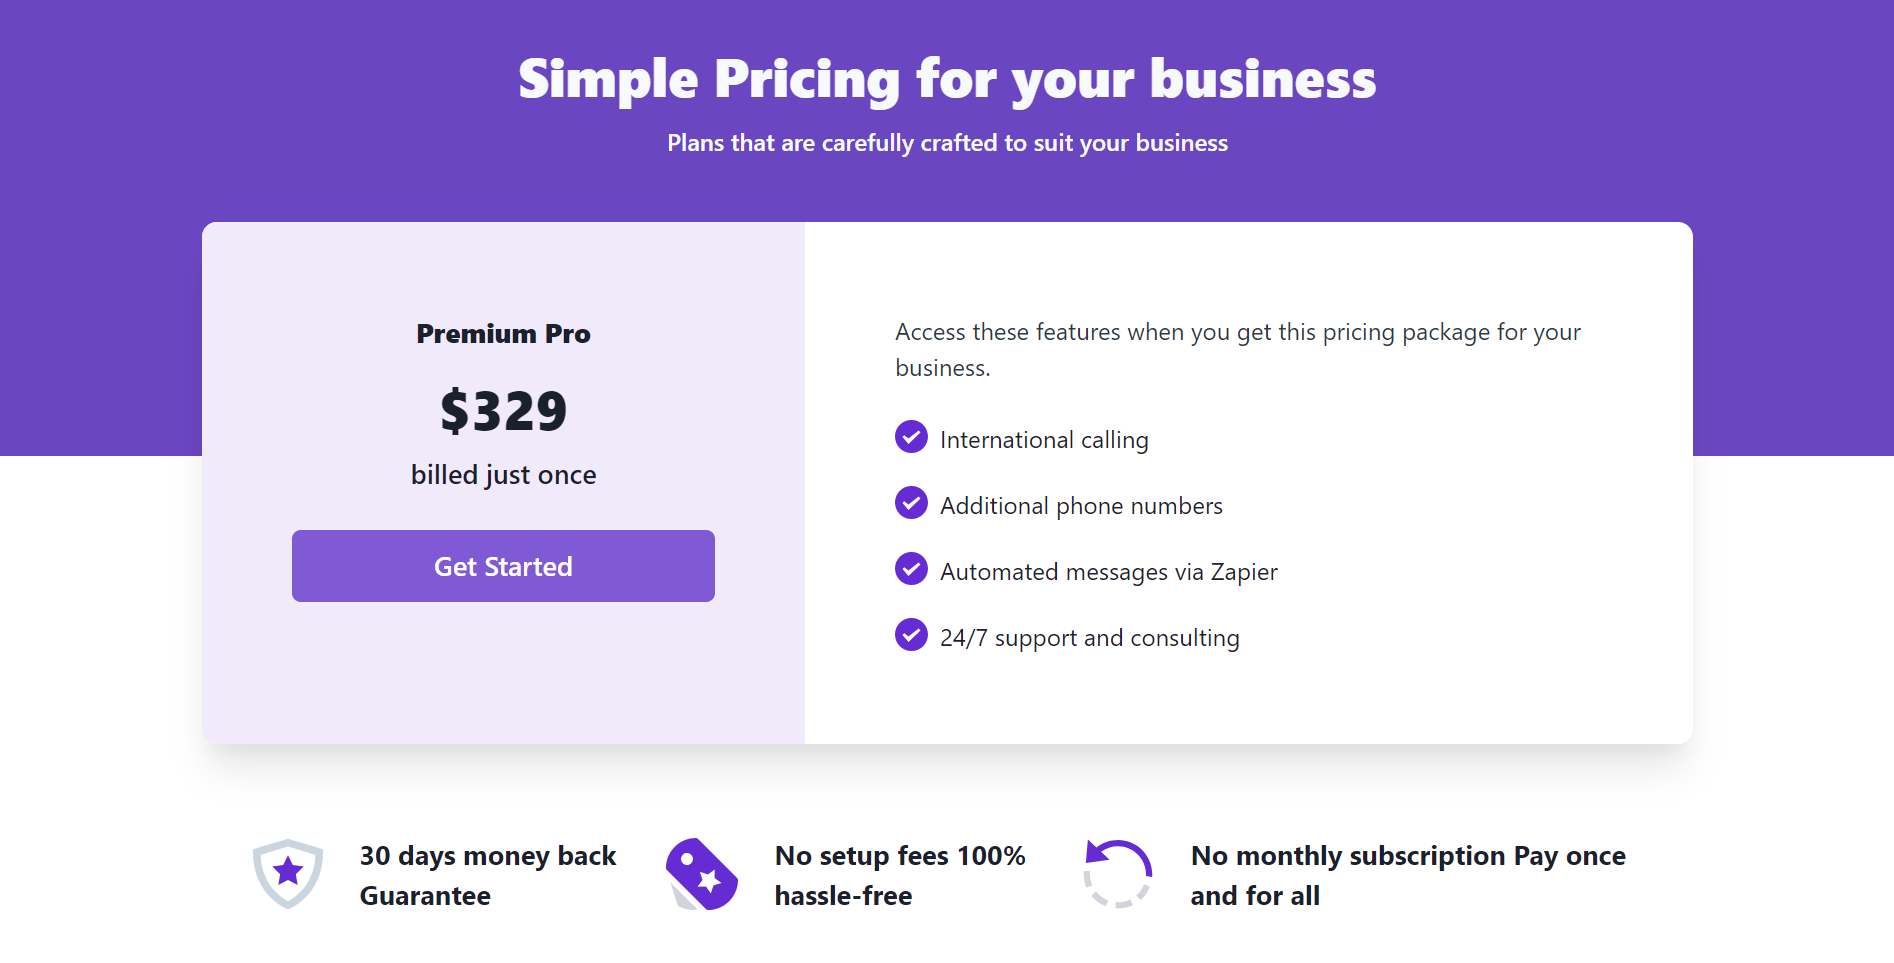 Simple Pricing for your business
Plans that are carefully crafted to suit your business
Premium Pro
$329
billed just once
Get Started
Access these features when you get this pricing package for your
business.
International calling
Additional phone numbers
Automated messages via Zapier
24/7 support and consulting
30 days money back
Guarantee
No setup fees 100%
hassle-free
No monthly subscription Pay once
and for all